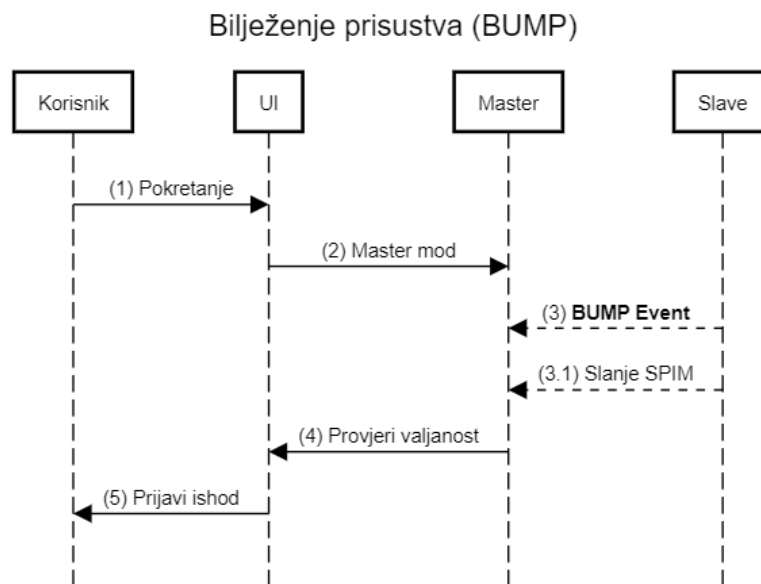 Bilježenje prisustva (BUMP)
Korisnik
UI
Master
Slave
(1) Pokretanje
(2) Master mod
(3) BUMP Event
(3.1) Slanje SPIM
(4) Provjeri valjanost
(5) Prijavi ishod